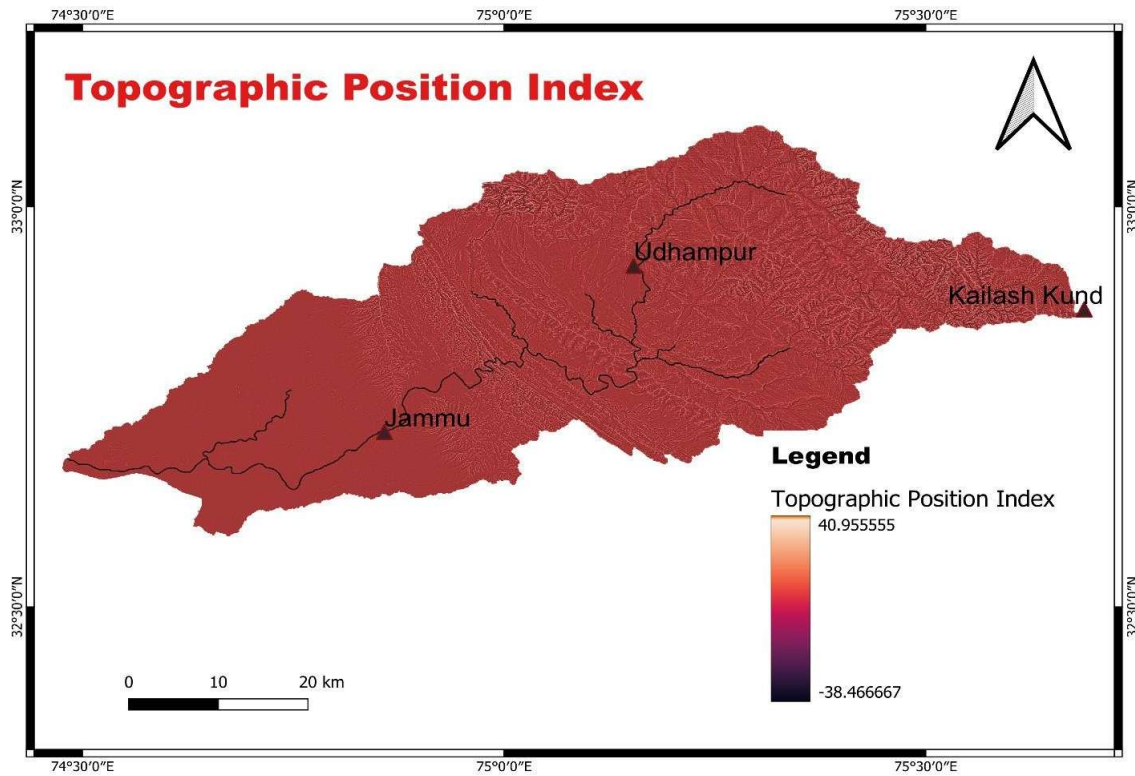 74°30'0"E 75°0'0"E 75°30'0"E
Topographic Position Index
33°0'0"N 33°0'0"N
Udhampur
Kailash Kund
Jammu
Legend
Topographic Position Index
40.955555
32°30'0"N 32°30'0"N
0 10 20 km
-38.466667
74°30'0"E 75°0'0"E 75°30'0"E